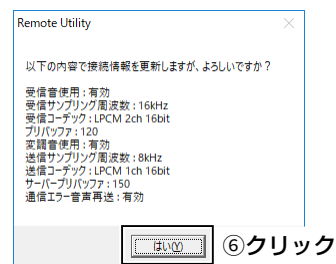 Remote Utility
以下の内容で接続情報を更新しますが、よろしいですか?
受信音使用 : 有効
受信サンプリング周波数 : 16kHz
受信コーデック : LPCM 2ch 16bit
プリバッファ : 120
変調音使用 : 有効
送信サンプリング周波数 : 8kHz
送信コーデック : LPCM 1ch 16bit
サーバープリバッファ : 150
通信エラー音声再送 : 有効
はい(Y)
⑥クリック